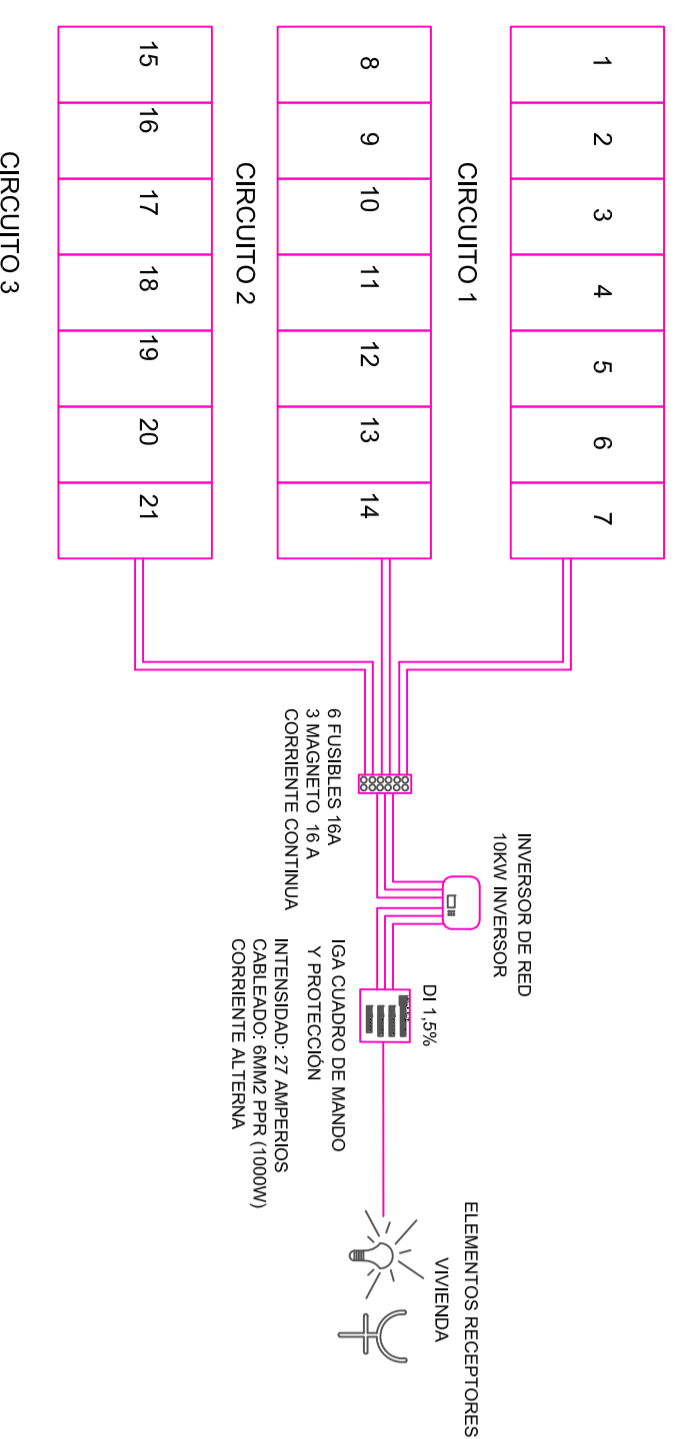 1
2
3
4
5
6
7
CIRCUITO 1
8
9
10
11
12
13
14
CIRCUITO 2
15
16
17
18
19
20
21
CIRCUITO 3
6 FUSIBLES 16A
3 MAGNETO 16 A
CORRIENTE CONTINUA
INVERSOR DE RED
10KW INVERSOR
DI 1,5%
IGA CUADRO DE MANDO
Y PROTECCIÓN
INTENSIDAD: 27 AMPERIOS
CABLEADO: 6MM2 PPR (1000W)
CORRIENTE ALTERNA
ELEMENTOS RECEPTORES
VIVIENDA